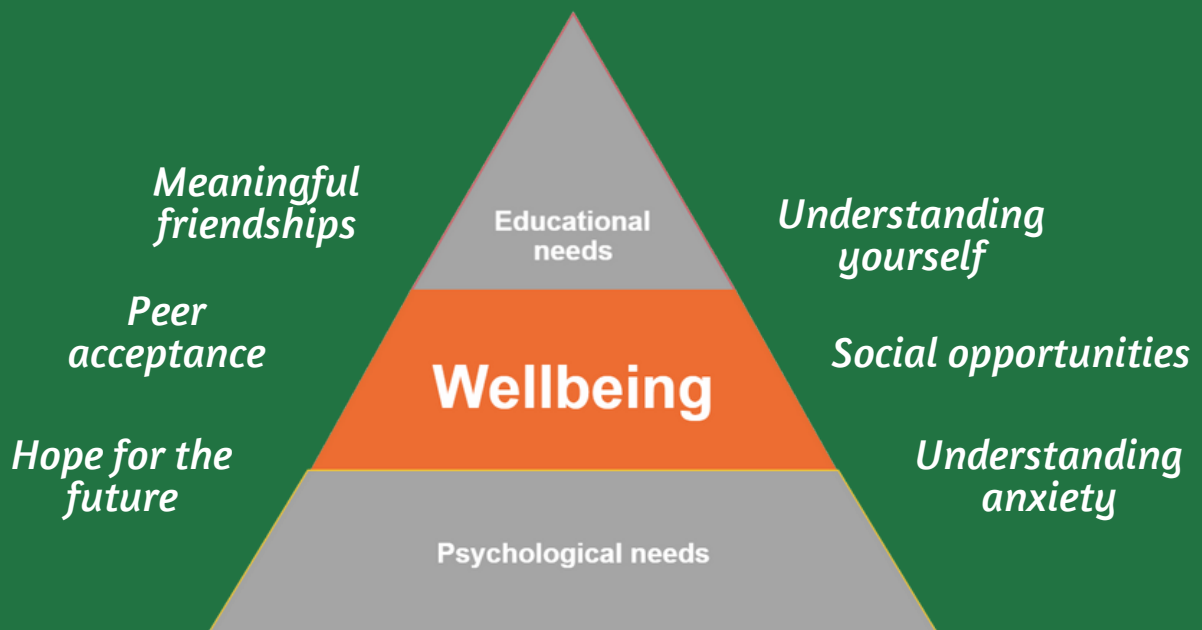 Meaningful
friendships
Peer
acceptance
Hope for the
future
Educational
needs
Wellbeing
Psychological needs
Understanding
yourself
Social opportunities
Understanding
anxiety